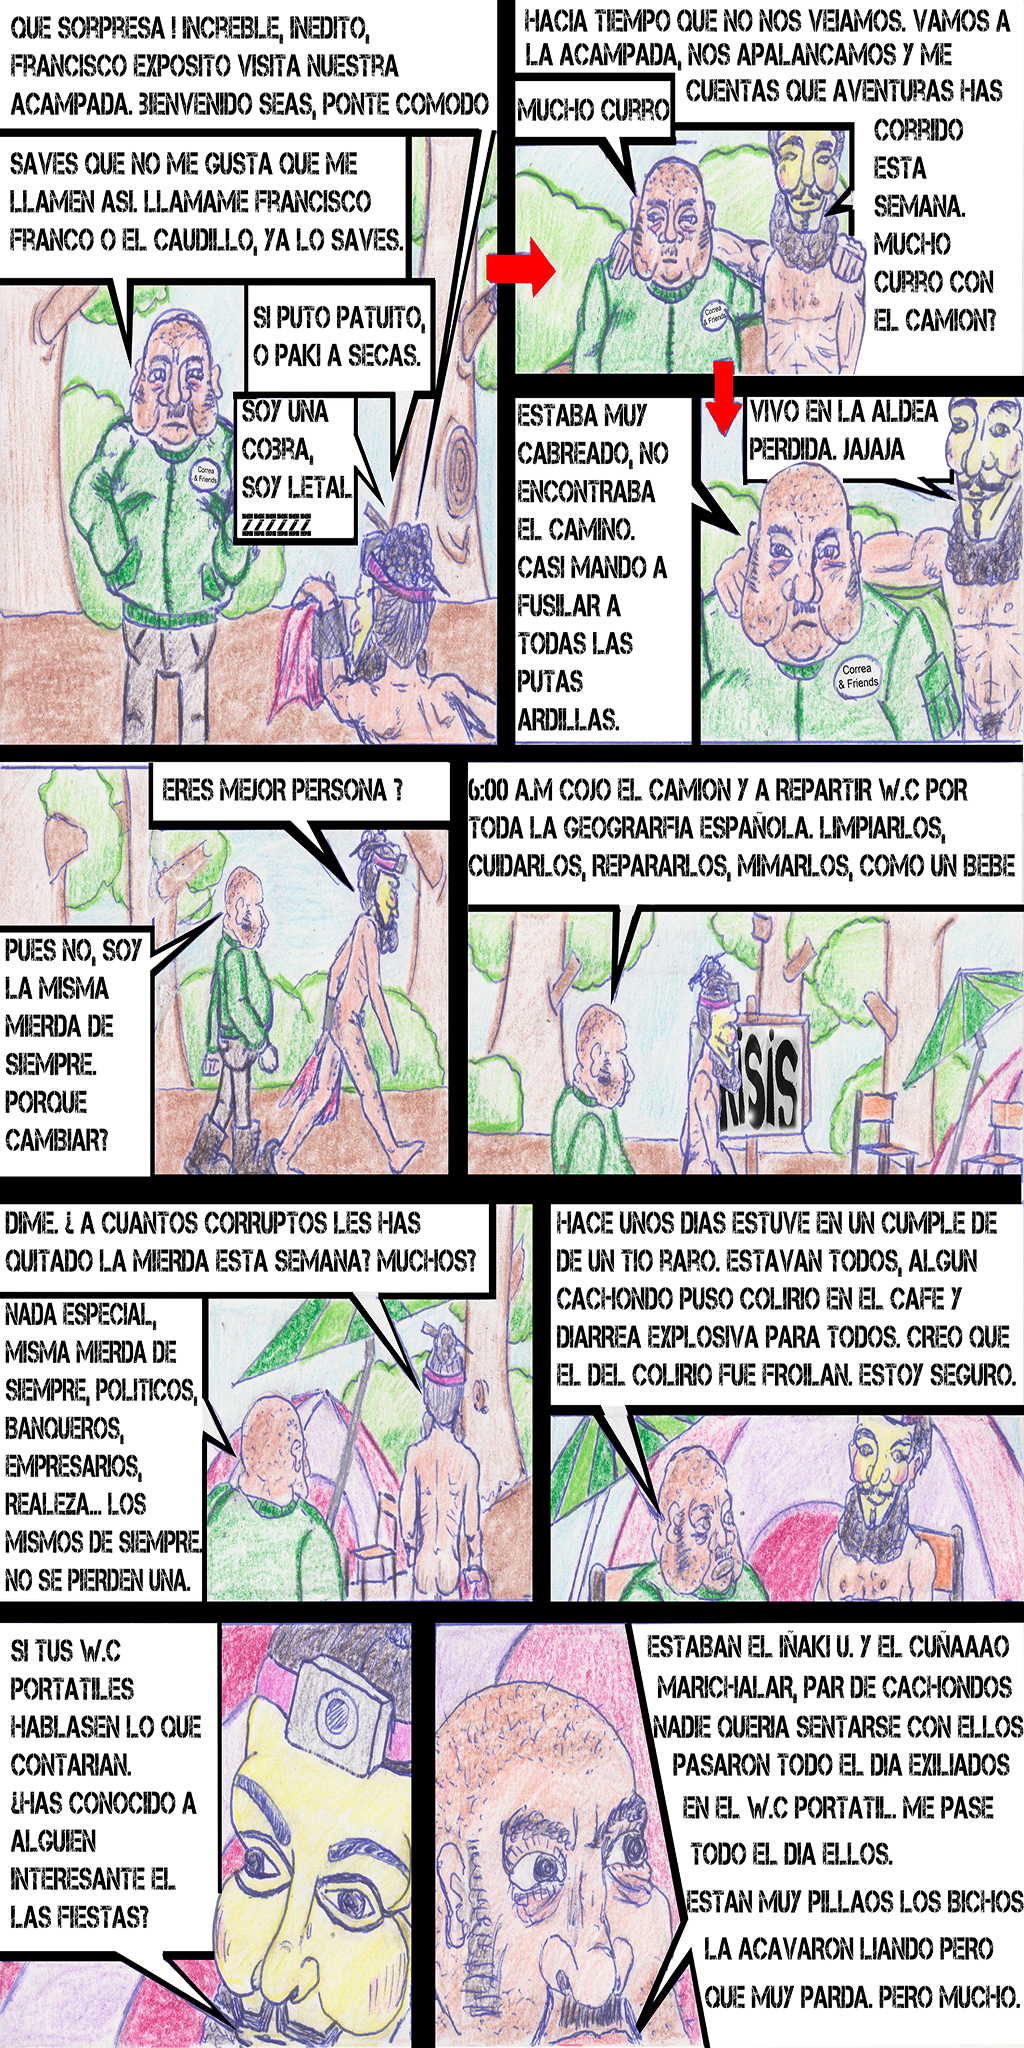 QUE SORPRESA ! INCREBLE, INEDITO,
FRANCISCO EXPOSITO VISITA NUESTRA
ACAMPADA. BIENVENIDO SEAS, PONTE COMODO
SAVES QUE NO ME GUSTA QUE ME
LLAMEN ASI. LLAMAME FRANCISCO
FRANCO O EL CAUDILLO, YA LO SAVES.
SI PUTO PATUITO,
O PAKI A SECAS.
SOY UNA
COBRA,
SOY LETAL
ZZZZZZ
Correa
& Friends
HACIA TIEMPO QUE NO NOS VEIAMOS. VAMOS A
LA ACAMPADA, NOS APALANCAMOS Y ME
CUENTAS QUE AVENTURAS HAS
CORRIDO
ESTA
SEMANA.
MUCHO
CURRO CON
EL CAMION?
MUCHO CURRO
Correa
& Friends
ESTABA MUY
CABREADO, NO
ENCONTRABA
EL CAMINO.
CASI MANDO A
FUSILAR A
TODAS LAS
PUTAS
ARDILLAS.
VIVO EN LA ALDEA
PERDIDA. JAJAJA
Correa
& Friends
ERES MEJOR PERSONA ?
PUES NO, SOY
LA MISMA
MIERDA DE
SIEMPRE.
PORQUE
CAMBIAR?
6:00 A.M COJO EL CAMION Y A REPARTIR W.C POR
TODA LA GEOGRARFIA ESPAÑOLA. LIMPIARLOS,
CUIDARLOS, REPARARLOS, MIMARLOS, COMO UN BEBE
RISIS
DIME. ¿ A CUANTOS CORRUPTOS LES HAS
QUITADO LA MIERDA ESTA SEMANA? MUCHOS?
NADA ESPECIAL,
MISMA MIERDA DE
SIEMPRE, POLITICOS,
BANQUEROS,
EMPRESARIOS,
REALEZA... LOS
MISMOS DE SIEMPRE.
NO SE PIERDEN UNA.
HACE UNOS DIAS ESTUVE EN UN CUMPLE DE
DE UN TIO RARO. ESTAVAN TODOS, ALGUN
CACHONDO PUSO COLIRIO EN EL CAFE Y
DIARREA EXPLOSIVA PARA TODOS. CREO QUE
EL DEL COLIRIO FUE FROILAN. ESTOY SEGURO.
SI TUS W.C
PORTATILES
HABLASEN LO QUE
CONTARIAN.
¿HAS CONOCIDO A
ALGUIEN
INTERESANTE EL
LAS FIESTAS?
ESTABAN EL IÑAKI U. Y EL CUÑAAAO
MARICHALAR, PAR DE CACHONDOS
NADIE QUERIA SENTARSE CON ELLOS
PASARON TODO EL DIA EXILIADOS
EN EL W.C PORTATIL. ME PASE
TODO EL DIA ELLOS.
ESTAN MUY PILLAOS LOS BICHOS
LA ACAVARON LIANDO PERO
QUE MUY PARDA. PERO MUCHO.